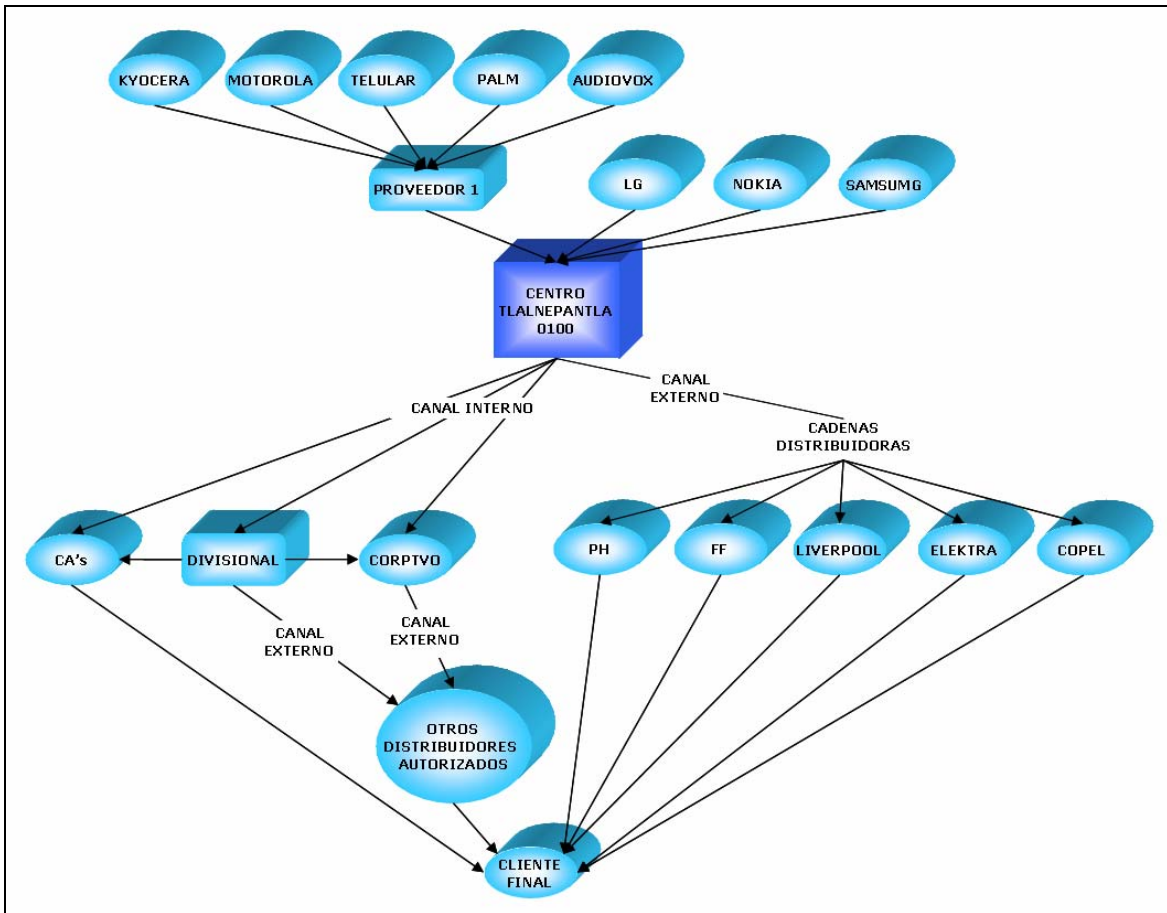 KYOCERA
MOTOROLA
TELULAR
PALM
AUDIOVOX
PROVEEDOR 1
LG
NOKIA
SAMSUMG
CENTRO
TLALNEPANTLA
0100
CANAL INTERNO
CANAL
EXTERNO
CADENAS
DISTRIBUIDORAS
CA's
DIVISIONAL
CORPTVO
PH
FF
LIVERPOOL
ELEKTRA
COPEL
CANAL
EXTERNO
CANAL
EXTERNO
OTROS
DISTRIBUIDORES
AUTORIZADOS
CLIENTE
FINAL